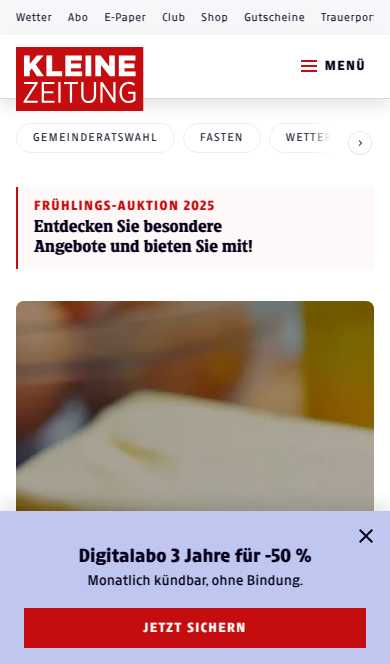 Wetter Abo E-Paper Club Shop Gutscheine Trauerpor
KLEINE
ZEITUNG
MENÜ
GEMEINDERATSWAHL FASTEN WETTER
FRÜHLINGS-AUKTION 2025
Entdecken Sie besondere
Angebote und bieten Sie mit!
Digitalabo 3 Jahre für -50 %
Monatlich kündbar, ohne Bindung.
JETZT SICHERN